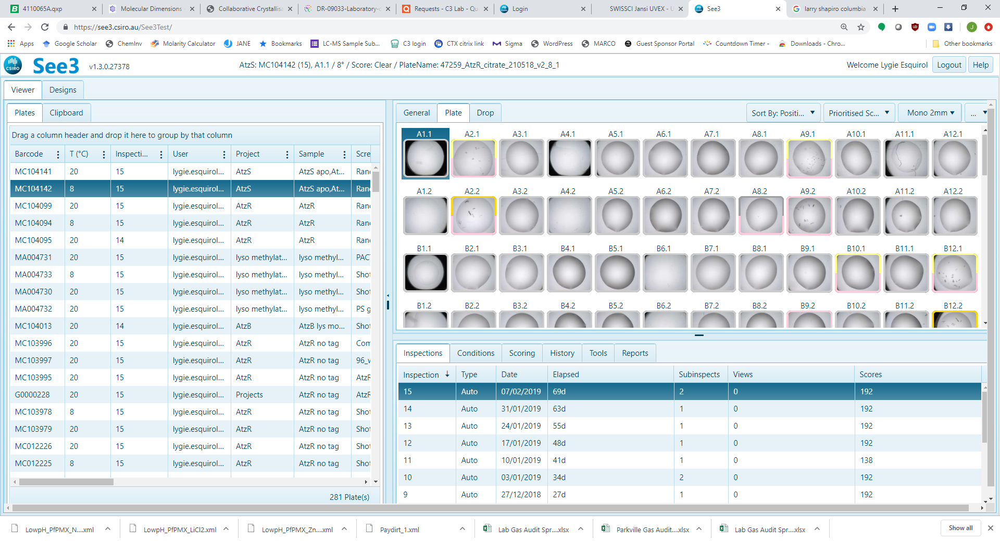 4110065A.qxp
Molecular Dimensions -
Collaborative Crystallis
DR-09033-Laboratory-
Requests - C3 Lab - Qu
Login
SWISSCI Jansi UVEX -
See3
larry shapiro columbia
https://see3.csiro.au/See3Test/
Apps
Google Scholar
ChemInv
Molarity Calculator
JANE
Bookmarks
LC-MS Sample Sub...
C3 login
CTX citrix link
Sigma
WordPress
MARCO
Guest Sponsor Portal
Countdown Timer -
Downloads - Chro...
Other bookmarks
CSIRO
See3 v1.3.0.27378
AtzS: MC104142 (15), A1.1 / 8° / Score: Clear / PlateName: 47259_AtzR_citrate_210518_v2_8_1
Welcome Lygie Esquirol Logout Help
Viewer Designs
Plates Clipboard
Drag a column header and drop it here to group by that column
Barcode T (°C) Inspecti... User Project Sample Scre
MC104141 20 15 lygie.esquirol... AtzS AtzS apo,At... Ran
MC104142 8 15 lygie.esquirol... AtzS AtzS apo,At... Ran
MC104099 20 15 lygie.esquirol... AtzR AtzR Ran
MC104094 8 15 lygie.esquirol... AtzR AtzR Ran
MC104095 20 14 lygie.esquirol... AtzR AtzR Ran
MA004731 20 15 lygie.esquirol... lyso methylat... lyso methyl... PAC
MA004733 8 15 lygie.esquirol... lyso methylat... lyso methyl... Shot
MA004730 20 15 lygie.esquirol... lyso methylat... lyso methyl... Shot
MA004732 20 15 lygie.esquirol... lyso methylat... lyso methyl... PS g
MC104013 20 14 lygie.esquirol... AtzB AtzB lys mo... Shot
MC103996 20 15 lygie.esquirol... AtzR AtzR no tag Com
MC103997 20 15 lygie.esquirol... AtzR AtzR no tag 96_w
MC103995 20 15 lygie.esquirol... AtzR AtzR no tag AtzR
G0000228 20 15 lygie.esquirol... Projects AtzR no tag AtzR
MC103978 8 15 lygie.esquirol... AtzR AtzR no tag Shot
MC103979 20 15 lygie.esquirol... AtzR AtzR no tag Shot
MC012226 20 15 lygie.esquirol... AtzR AtzR no tag Shot
MC012225 8 15 lygie.esquirol... AtzR AtzR no tag Shot
281 Plate(s)
General Plate Drop
Sort By: Positi... Prioritised Sc... Mono 2mm ...
A1.1 A2.1 A3.1 A4.1 A5.1 A6.1 A7.1 A8.1 A9.1 A10.1 A11.1 A12.1
A1.2 A2.2 A3.2 A4.2 A5.2 A6.2 A7.2 A8.2 A9.2 A10.2 A11.2 A12.2
B1.1 B2.1 B3.1 B4.1 B5.1 B6.1 B7.1 B8.1 B9.1 B10.1 B11.1 B12.1
B1.2 B2.2 B3.2 B4.2 B5.2 B6.2 B7.2 B8.2 B9.2 B10.2 B11.2 B12.2
Inspections Conditions Scoring History Tools Reports
Inspection Type Date Elapsed Subinspects Views Scores
15 Auto 07/02/2019 69d 2 0 192
14 Auto 31/01/2019 63d 1 0 192
13 Auto 24/01/2019 55d 1 0 192
12 Auto 17/01/2019 48d 1 0 192
11 Auto 10/01/2019 41d 1 0 138
10 Auto 03/01/2019 34d 2 0 192
9 Auto 27/12/2018 27d 1 0 192
LowpH_PfPMX_N....xml
LowpH_PfPMX_LiCl2.xml
LowpH_PfPMX_Zn....xml
Paydirt_1.xml
Lab Gas Audit Spr....xlsx
Parkville Gas Audit....xlsx
Lab Gas Audit Spr....xlsx
Show all